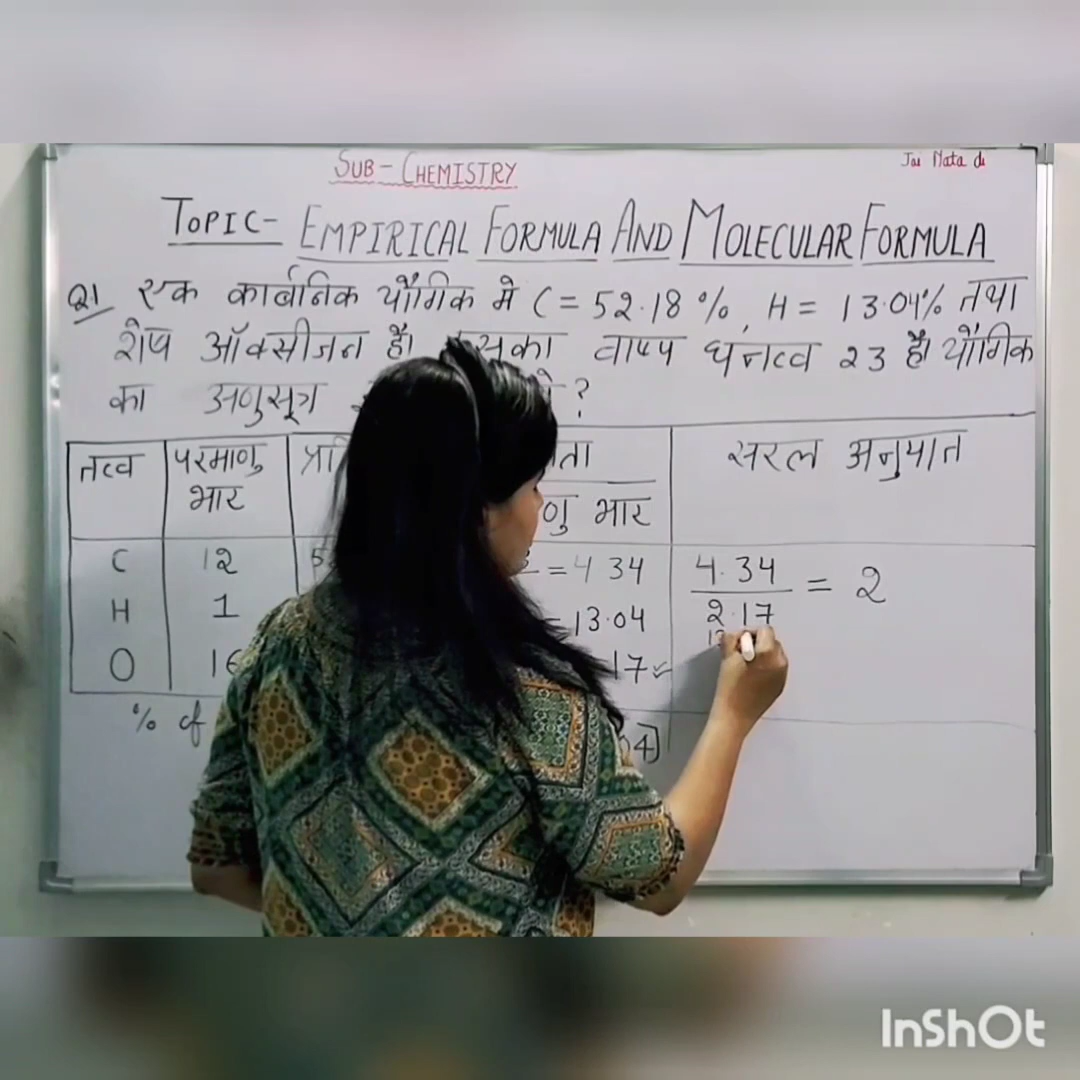 SUB - CHEMISTRY
Jai Mata di
TOPIC- EMPIRICAL FORMULA AND MOLECULAR FORMULA
Q1 एक कार्बनिक यौगिक मे C = 52.18 %, H = 13.04% तथा
शेष ऑक्सीजन है। वाष्प घनत्व 23 है। यौगिक
का अणुसूत्र ?
तत्व परमाणु भार सरल अनुपात
भार
C 12 = 4.34 4.34 / 2.17 = 2
H 1 = 13.04
O 16 17
% of 04]
InShOt